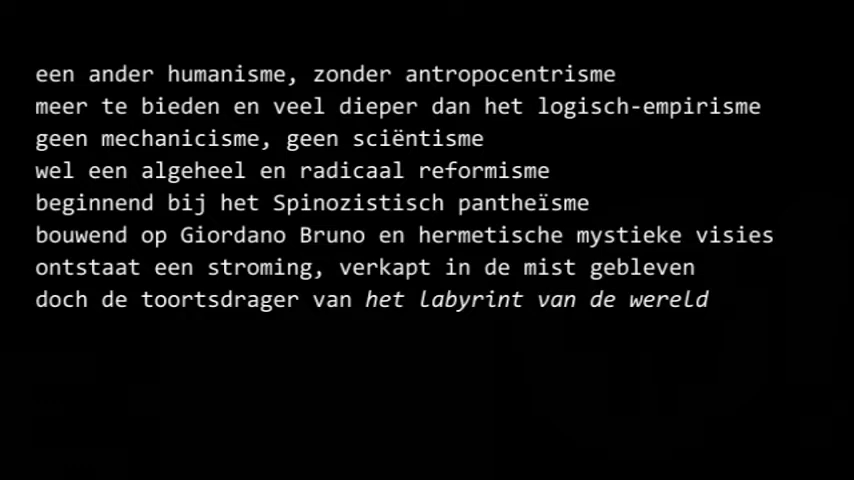 een ander humanisme, zonder antropocentrisme
meer te bieden en veel dieper dan het logisch-empirisme
geen mechanicisme, geen sciëntisme
wel een algeheel en radicaal reformisme
beginnend bij het Spinozistisch pantheïsme
bouwend op Giordano Bruno en hermetische mystieke visies
ontstaat een stroming, verkapt in de mist gebleven
doch de toortsdrager van het labyrint van de wereld